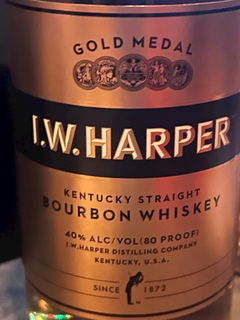 GOLD MEDAL
I.W. HARPER
KENTUCKY STRAIGHT
BOURBON WHISKEY
40% ALC/VOL(80 PROOF)
I.W.HARPER DISTILLING COMPANY
KENTUCKY, U.S.A.
SINCE 1872